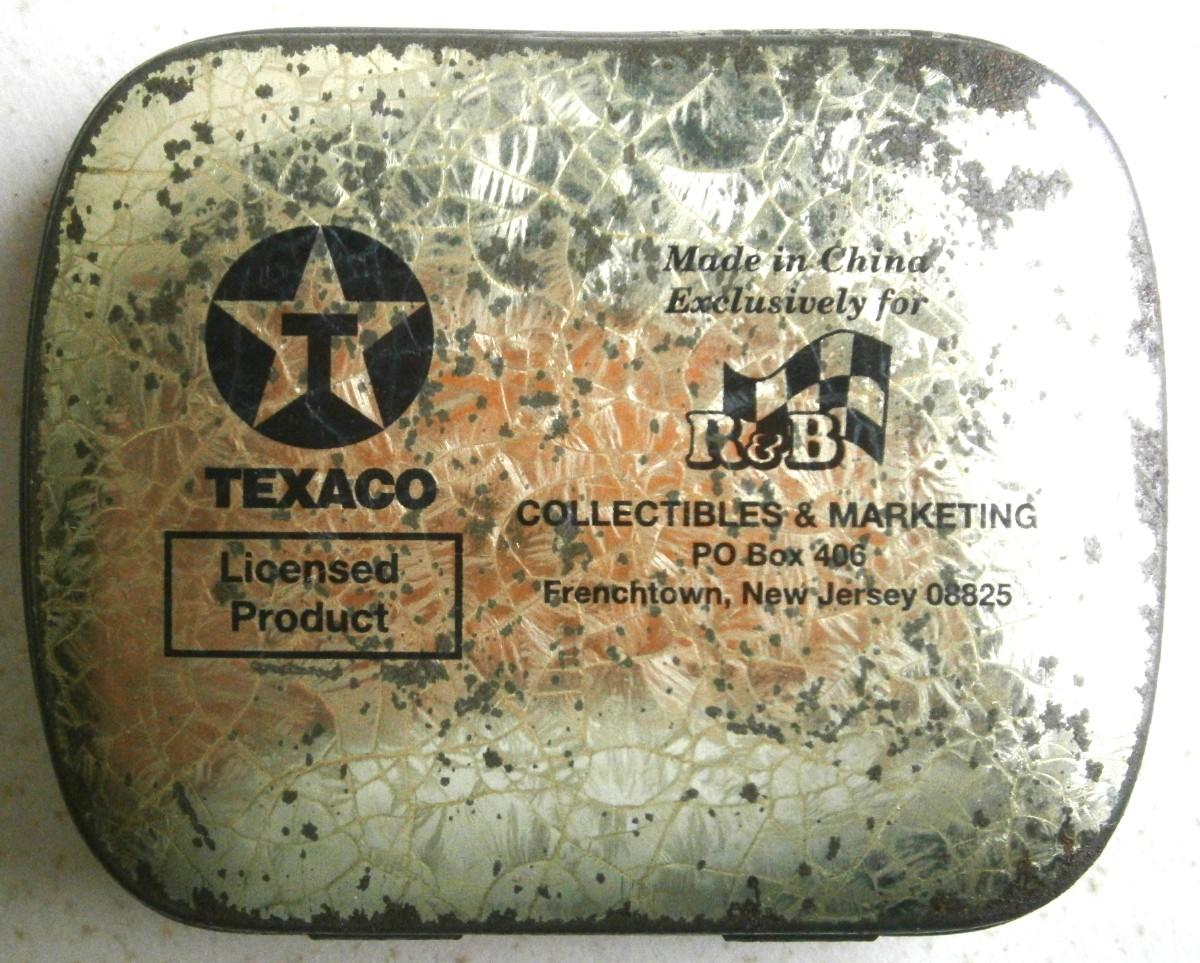 T
TEXACO
Licensed
Product
Made in China
Exclusively for
R&B
COLLECTIBLES & MARKETING
PO Box 406
Frenchtown, New Jersey 08825